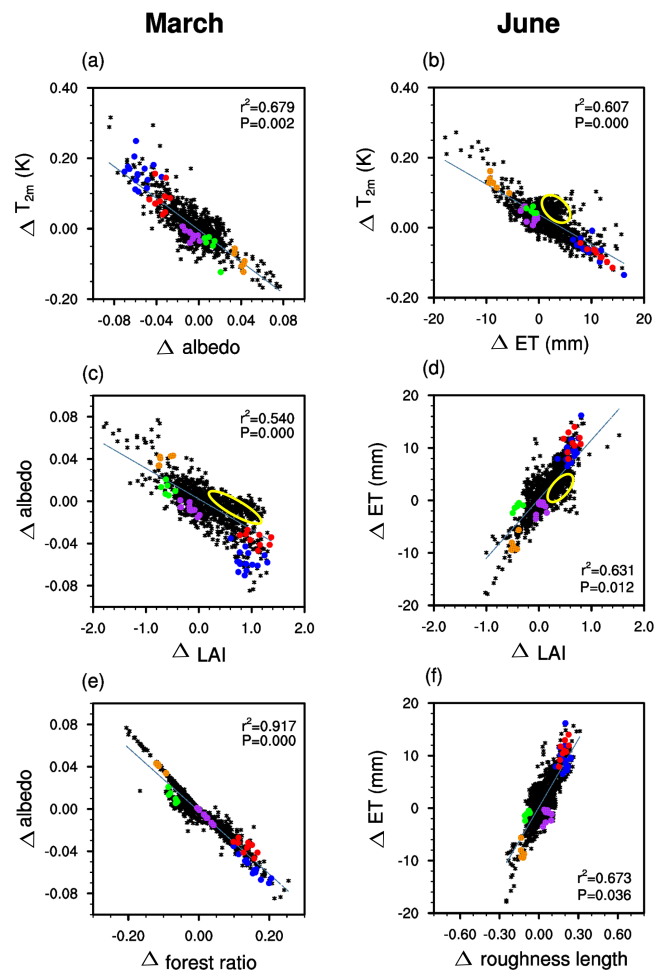 March June
(a) (b)
r²=0.679
P=0.002
0.40
0.20
0.00
-0.20
Δ T2m (K)
-0.08 -0.04 0.00 0.04 0.08
Δ albedo
r²=0.607
P=0.000
0.40
0.20
0.00
-0.20
Δ T2m (K)
-20 -10 0 10 20
Δ ET (mm)
(c) (d)
r²=0.540
P=0.000
0.08
0.04
0.00
-0.04
-0.08
Δ albedo
-2.0 -1.0 0.0 1.0 2.0
Δ LAI
20
10
0
-10
-20
Δ ET (mm)
r²=0.631
P=0.012
-2.0 -1.0 0.0 1.0 2.0
Δ LAI
(e) (f)
r²=0.917
P=0.000
0.08
0.04
0.00
-0.04
-0.08
Δ albedo
-0.20 0.00 0.20
Δ forest ratio
20
10
0
-10
-20
Δ ET (mm)
r²=0.673
P=0.036
-0.60 -0.30 0.00 0.30 0.60
Δ roughness length